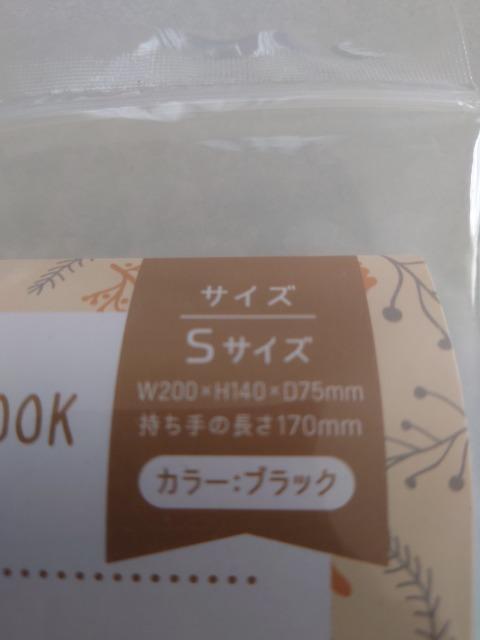 サイズ
Sサイズ
OOK
W200×H140×D75mm
持ち手の長さ170mm
カラー:ブラック